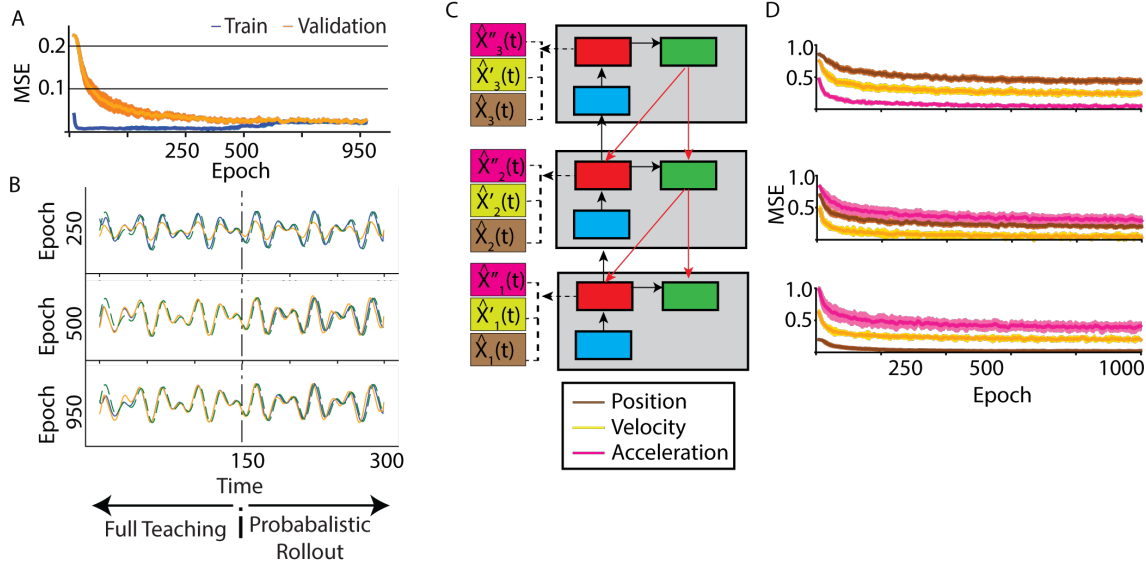 A
Train
Validation
0.2
0.1
MSE
250
500
950
Epoch
B
Epoch
250
Epoch
500
Epoch
950
150
300
Time
Full Teaching
Probabalistic
Rollout
C
X̂″₃(t)
X̂′₃(t)
X̂₃(t)
X̂″₂(t)
X̂′₂(t)
X̂₂(t)
X̂″₁(t)
X̂′₁(t)
X̂₁(t)
Position
Velocity
Acceleration
D
1.0
0.5
MSE
1.0
0.5
1.0
0.5
250
500
1000
Epoch